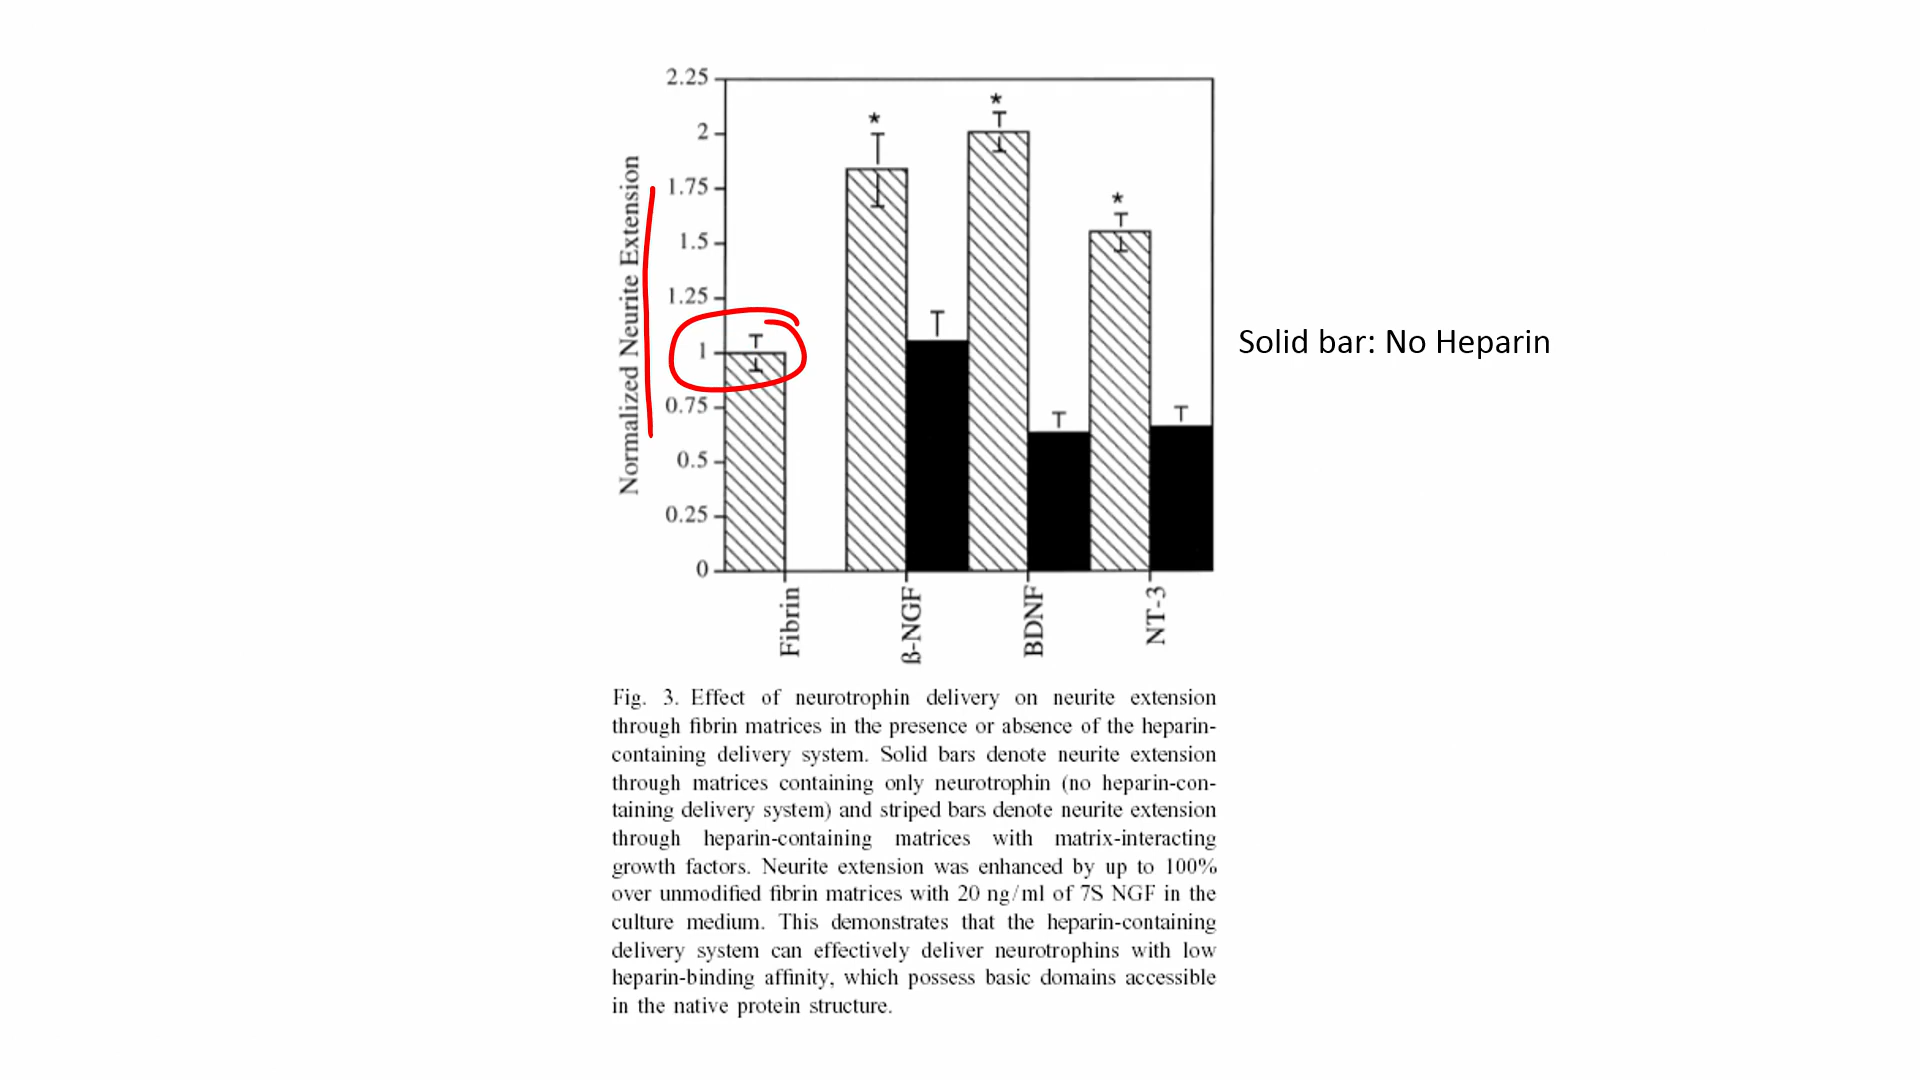 2.25
2
1.75
1.5
1.25
1
0.75
0.5
0.25
0
Normalized Neurite Extension
*
*
*
Fibrin
ß-NGF
BDNF
NT-3
Solid bar: No Heparin
Fig. 3. Effect of neurotrophin delivery on neurite extension
through fibrin matrices in the presence or absence of the heparin-
containing delivery system. Solid bars denote neurite extension
through matrices containing only neurotrophin (no heparin-con-
taining delivery system) and striped bars denote neurite extension
through heparin-containing matrices with matrix-interacting
growth factors. Neurite extension was enhanced by up to 100%
over unmodified fibrin matrices with 20 ng/ml of 7S NGF in the
culture medium. This demonstrates that the heparin-containing
delivery system can effectively deliver neurotrophins with low
heparin-binding affinity, which possess basic domains accessible
in the native protein structure.